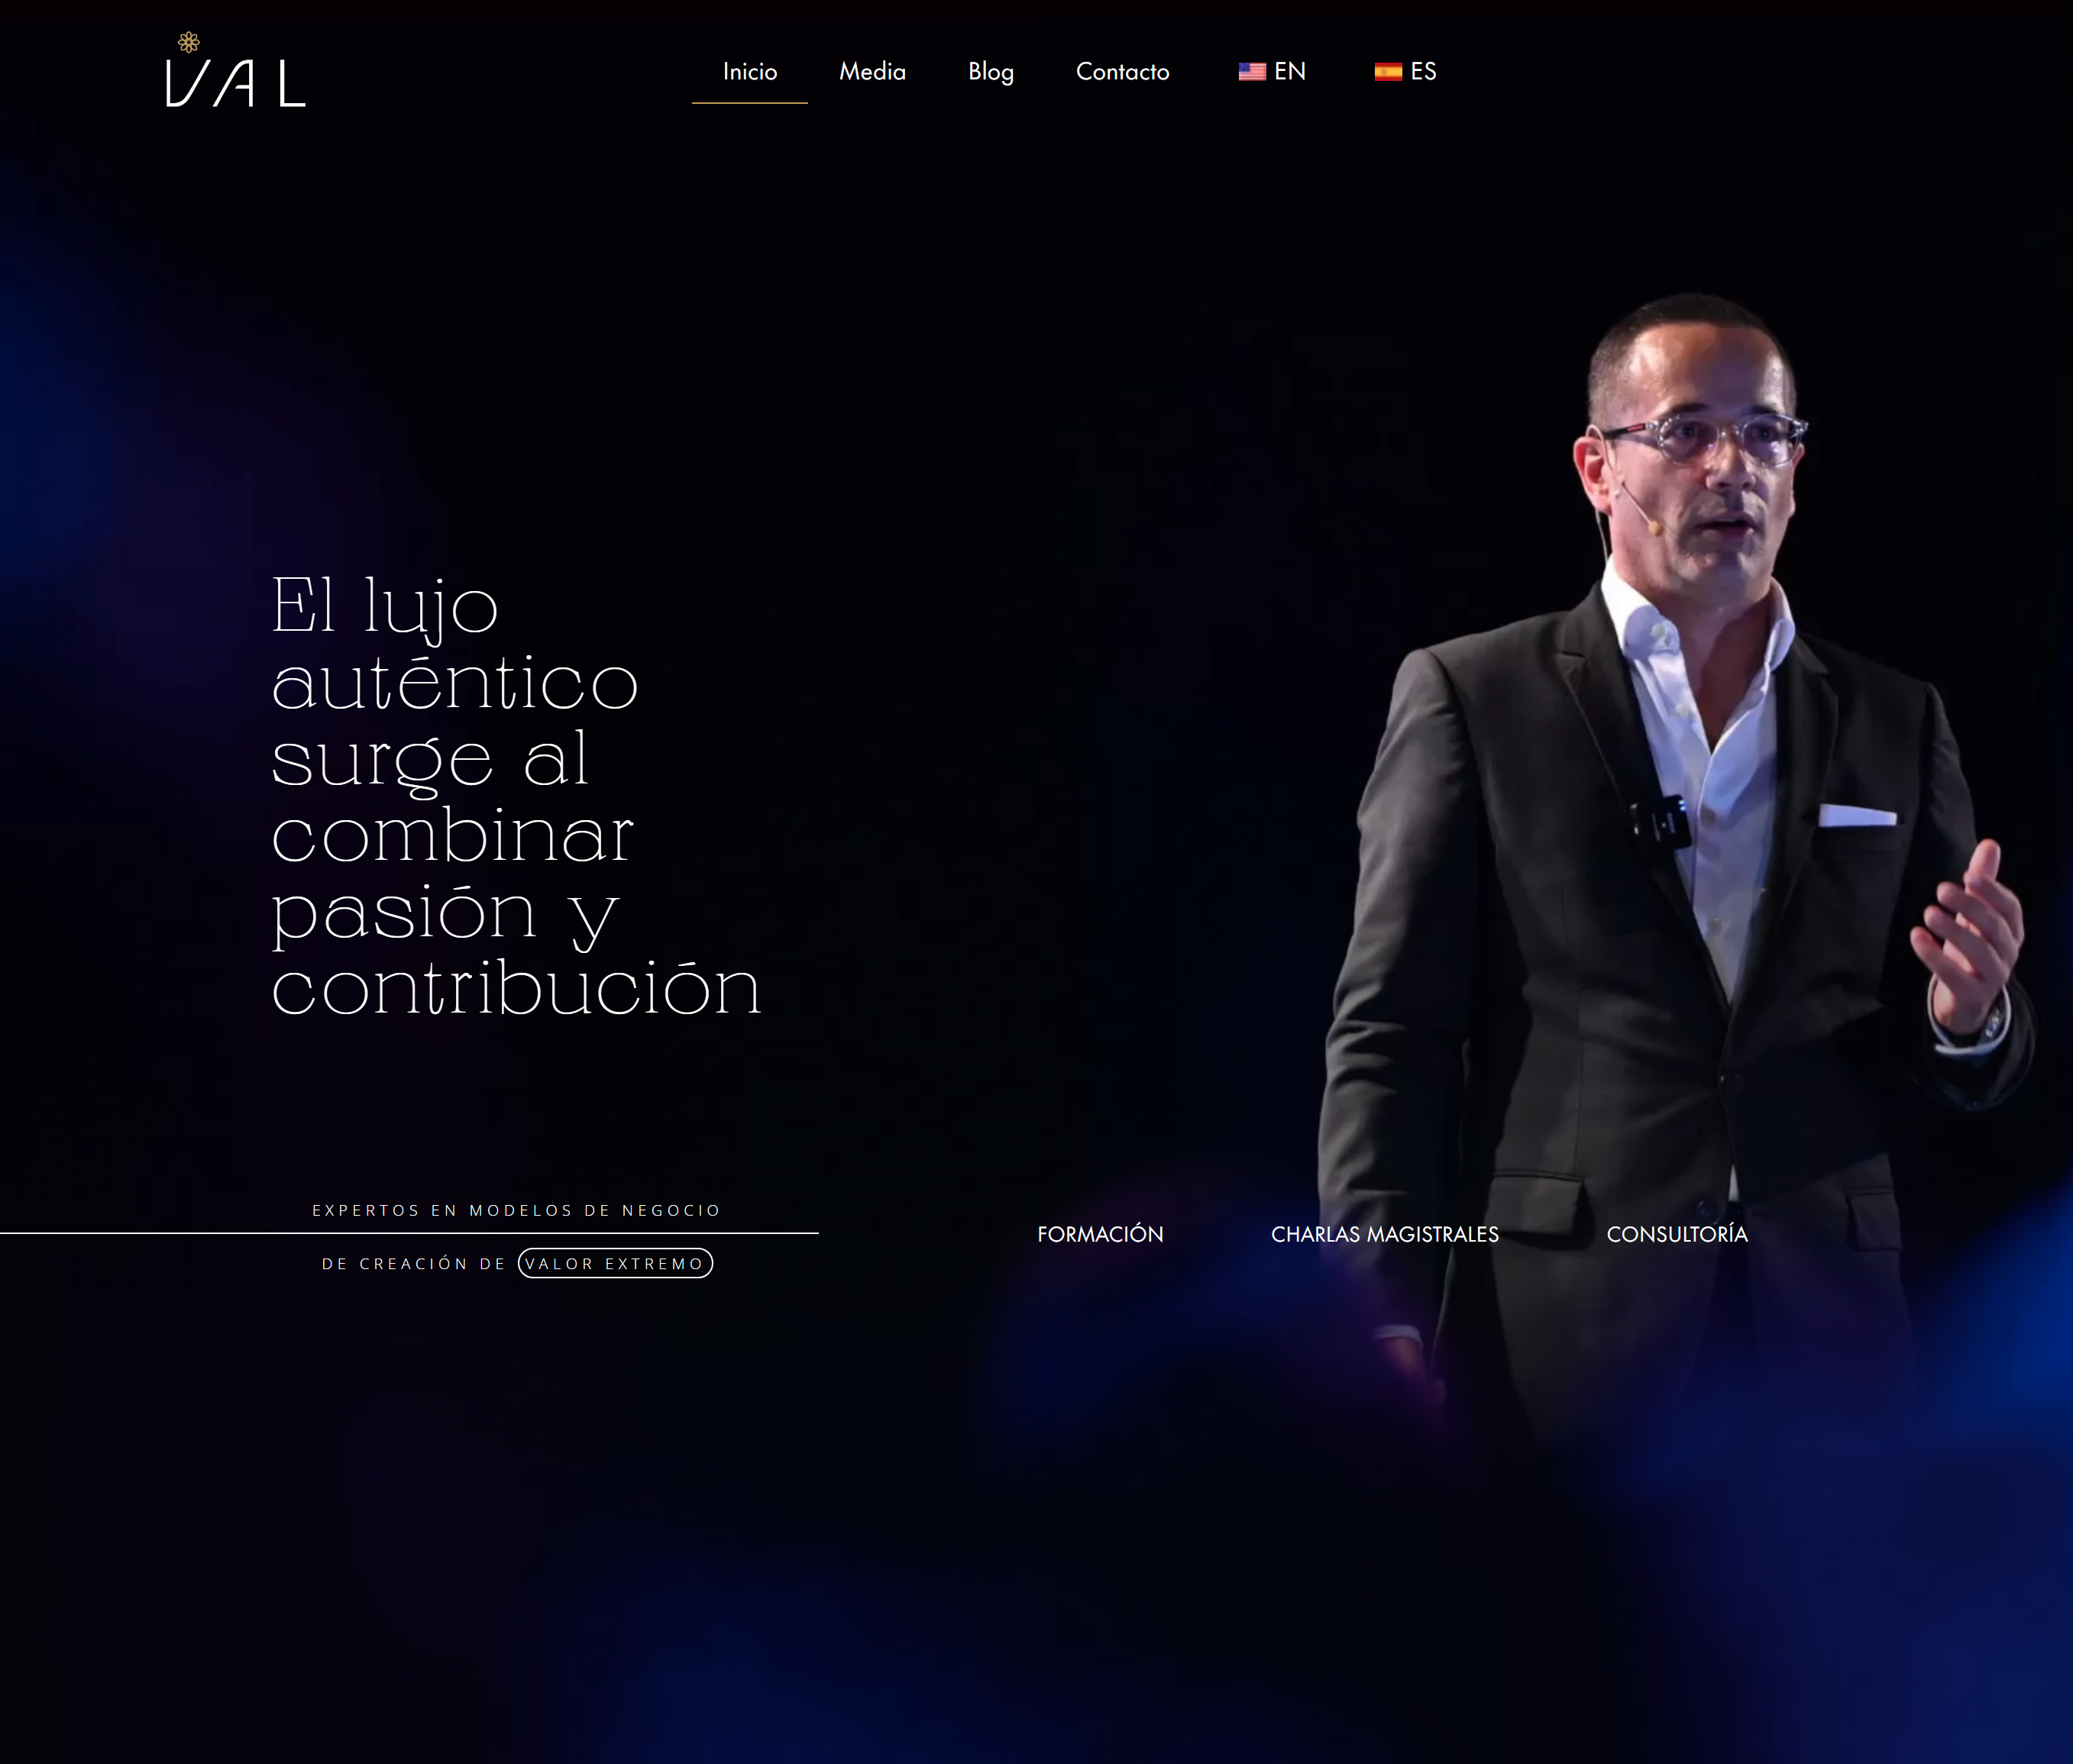 VAL
Inicio Media Blog Contacto EN ES
El lujo
auténtico
surge al
combinar
pasión y
contribución
EXPERTOS EN MODELOS DE NEGOCIO
DE CREACIÓN DE VALOR EXTREMO
FORMACIÓN CHARLAS MAGISTRALES CONSULTORÍA